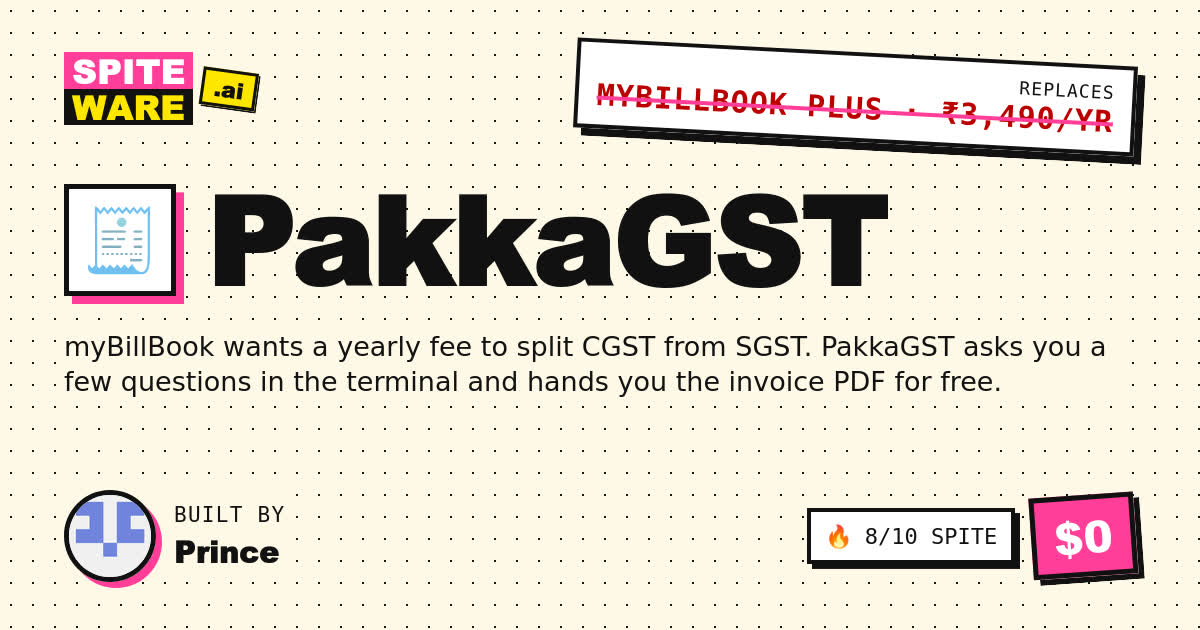 SPITE
WARE
.ai
REPLACES
MYBILLBOOK PLUS · ₹3,490/YR
PakkaGST
myBillBook wants a yearly fee to split CGST from SGST. PakkaGST asks you a
few questions in the terminal and hands you the invoice PDF for free.
BUILT BY
Prince
🔥 8/10 SPITE
$0